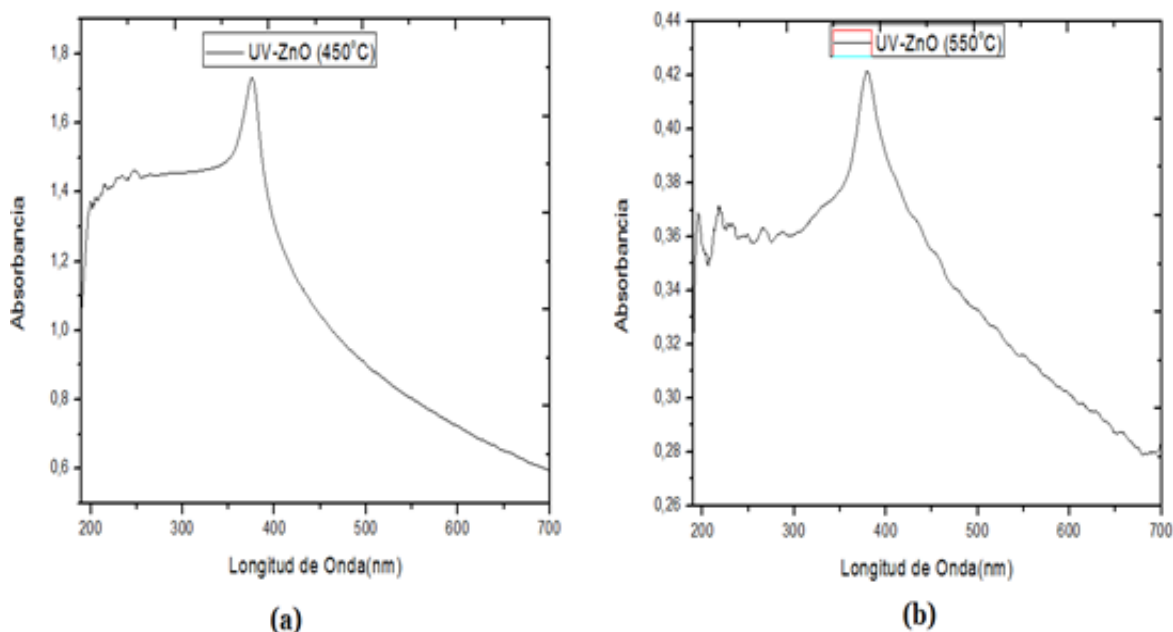 UV-ZnO (450°C)
1,8
1,6
1,4
1,2
1,0
0,8
0,6
Absorbancia
200 300 400 500 600 700
Longitud de Onda(nm)
(a)
UV-ZnO (550°C)
0,44
0,42
0,40
0,38
0,36
0,34
0,32
0,30
0,28
0,26
Absorbancia
200 300 400 500 600 700
Longitud de Onda(nm)
(b)